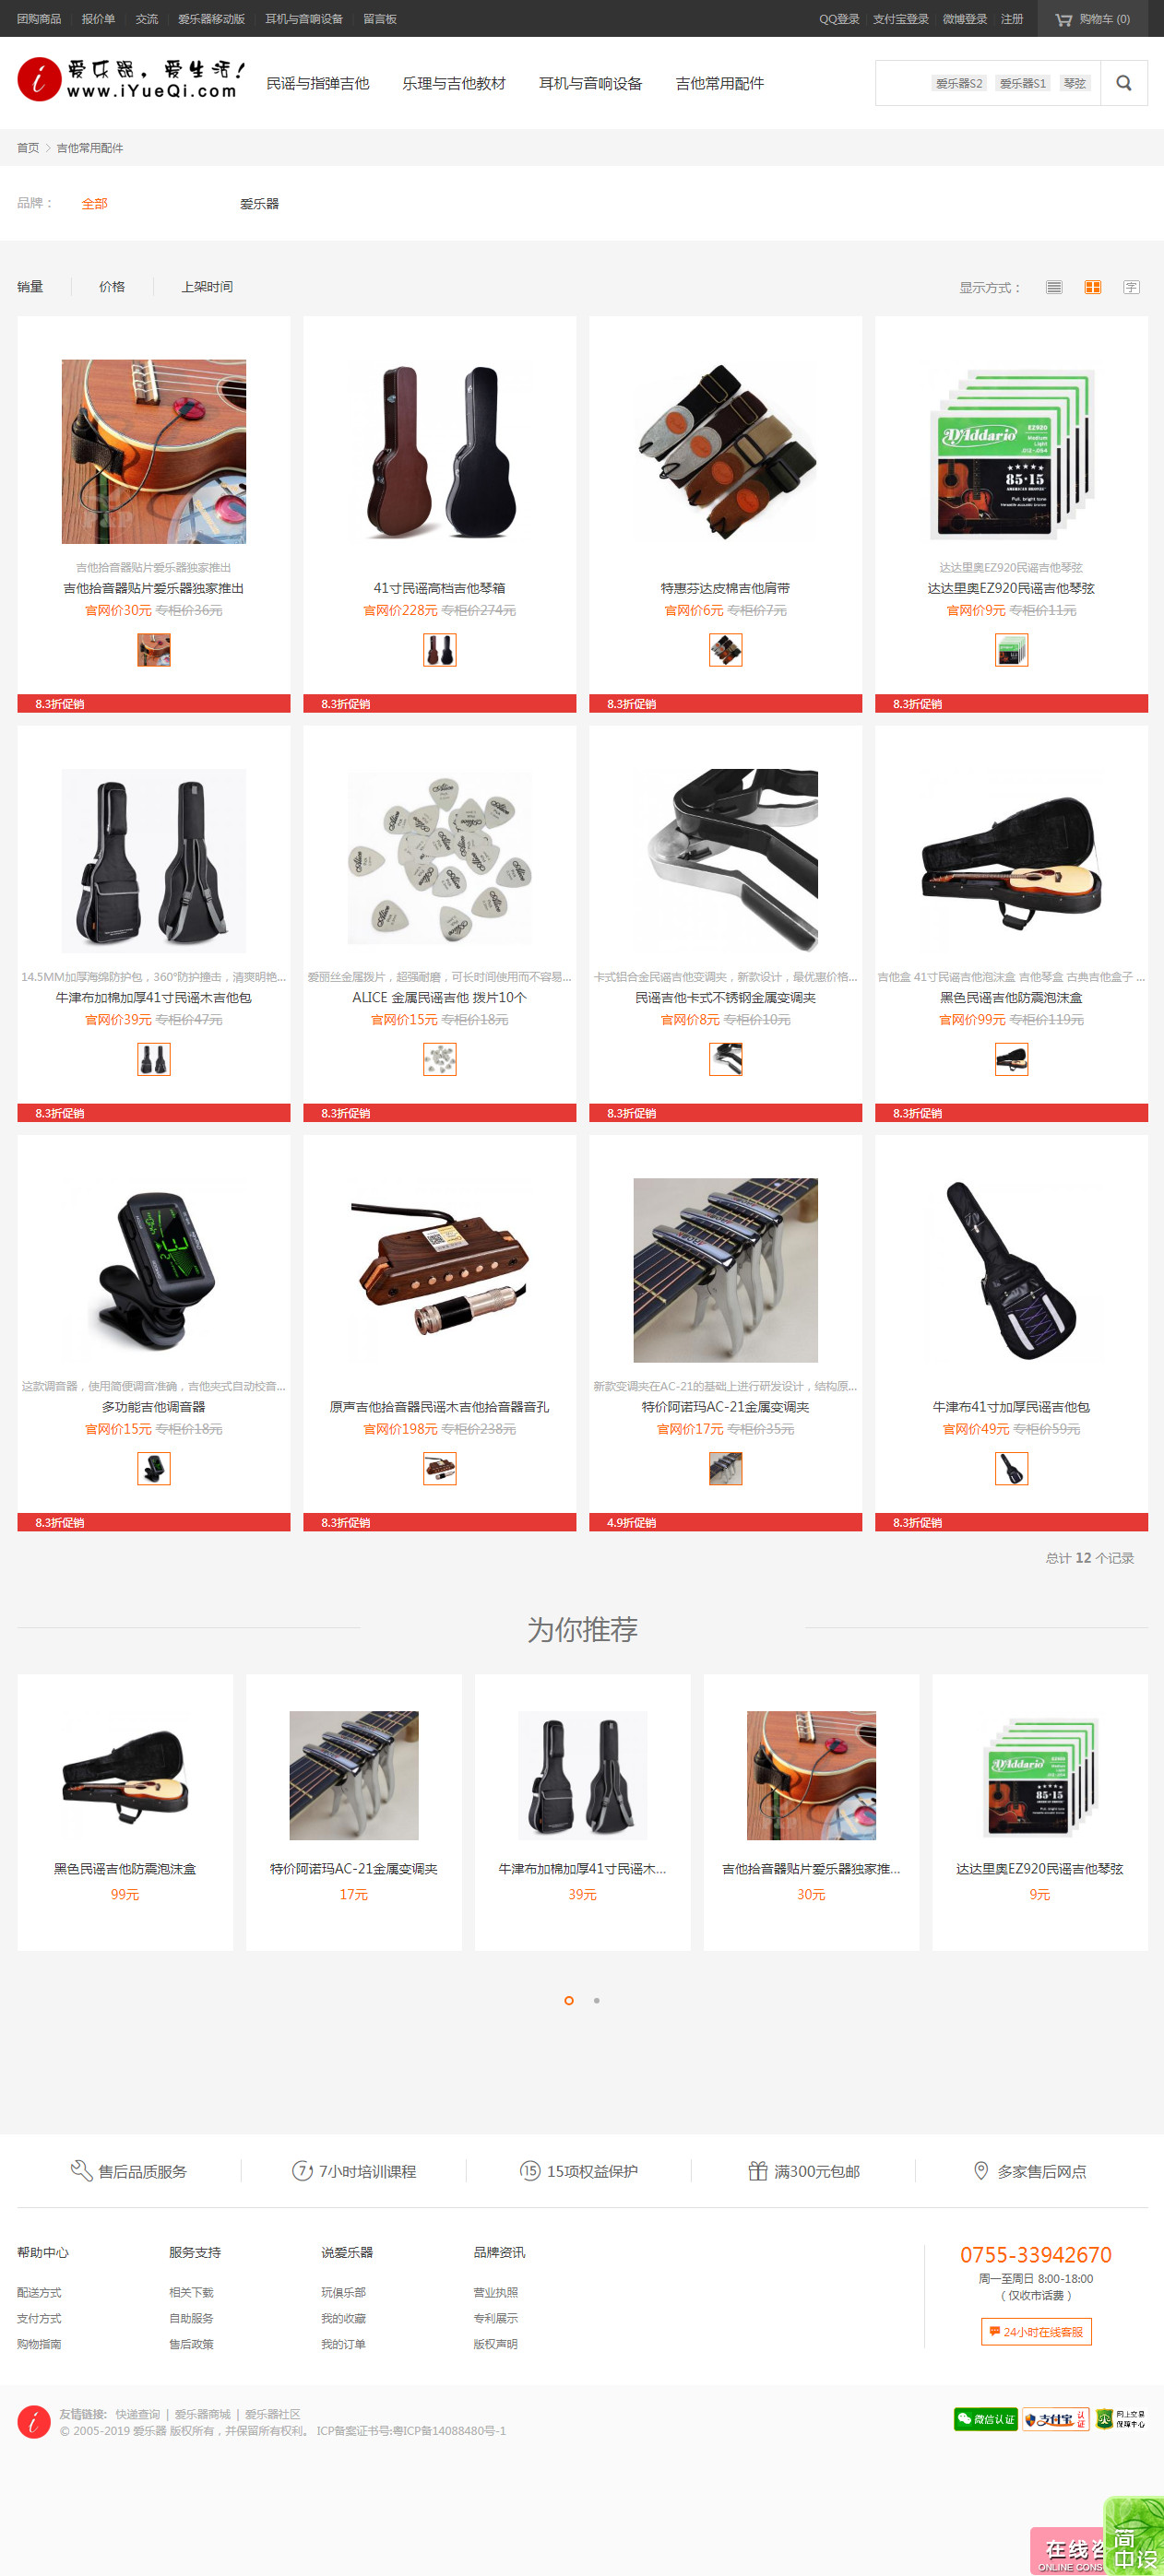 团购商品 报价单 交流 爱乐器移动版 耳机与音响设备 留言板 QQ登录 支付宝登录 微博登录 注册 购物车 (0)
爱乐器，爱生活！
www.iYueQi.com
民谣与指弹吉他 乐理与吉他教材 耳机与音响设备 吉他常用配件 爱乐器S2 爱乐器S1 琴弦
首页 > 吉他常用配件
品牌： 全部 爱乐器
销量 价格 上架时间 显示方式： 字
D'Addario EZ920
Medium Light
.012-.054
85·15
吉他拾音器贴片爱乐器独家推出 达达里奥EZ920民谣吉他琴弦
吉他拾音器贴片爱乐器独家推出 41寸民谣高档吉他琴箱 特惠芬达皮棉吉他肩带 达达里奥EZ920民谣吉他琴弦
官网价30元 专柜价36元 官网价228元 专柜价274元 官网价6元 专柜价7元 官网价9元 专柜价11元
8.3折促销 8.3折促销 8.3折促销 8.3折促销
14.5MM加厚海绵防护包，360°防护撞击，清爽明艳... 爱丽丝金属拨片，超强耐磨，可长时间使用而不容易... 卡式铝合金民谣吉他变调夹，新款设计，最优惠价格... 吉他盒 41寸民谣吉他泡沫盒 吉他琴盒 古典吉他盒子 ...
牛津布加棉加厚41寸民谣木吉他包 ALICE 金属民谣吉他 拨片10个 民谣吉他卡式不锈钢金属变调夹 黑色民谣吉他防震泡沫盒
官网价39元 专柜价47元 官网价15元 专柜价18元 官网价8元 专柜价10元 官网价99元 专柜价119元
8.3折促销 8.3折促销 8.3折促销 8.3折促销
这款调音器，使用简便调音准确，吉他夹式自动校音... 新款变调夹在AC-21的基础上进行研发设计，结构原...
多功能吉他调音器 原声吉他拾音器民谣木吉他拾音器音孔 特价阿诺玛AC-21金属变调夹 牛津布41寸加厚民谣吉他包
官网价15元 专柜价18元 官网价198元 专柜价238元 官网价17元 专柜价35元 官网价49元 专柜价59元
8.3折促销 8.3折促销 4.9折促销 8.3折促销
总计 12 个记录
为你推荐
D'Addario
85·15
黑色民谣吉他防震泡沫盒 特价阿诺玛AC-21金属变调夹 牛津布加棉加厚41寸民谣木... 吉他拾音器贴片爱乐器独家推... 达达里奥EZ920民谣吉他琴弦
99元 17元 39元 30元 9元
售后品质服务 7小时培训课程 15项权益保护 满300元包邮 多家售后网点
帮助中心 服务支持 说爱乐器 品牌资讯
配送方式 相关下载 玩俱乐部 营业执照
支付方式 自助服务 我的收藏 专利展示
购物指南 售后政策 我的订单 版权声明
0755-33942670
周一至周日 8:00-18:00
（仅收市话费）
24小时在线客服
友情链接: 快递查询 | 爱乐器商城 | 爱乐器社区
© 2005-2019 爱乐器 版权所有，并保留所有权利。 ICP备案证书号:粤ICP备14088480号-1
微信认证 支付宝 认证 网上交易保障中心
在线咨
ONLINE CONS
简
中设